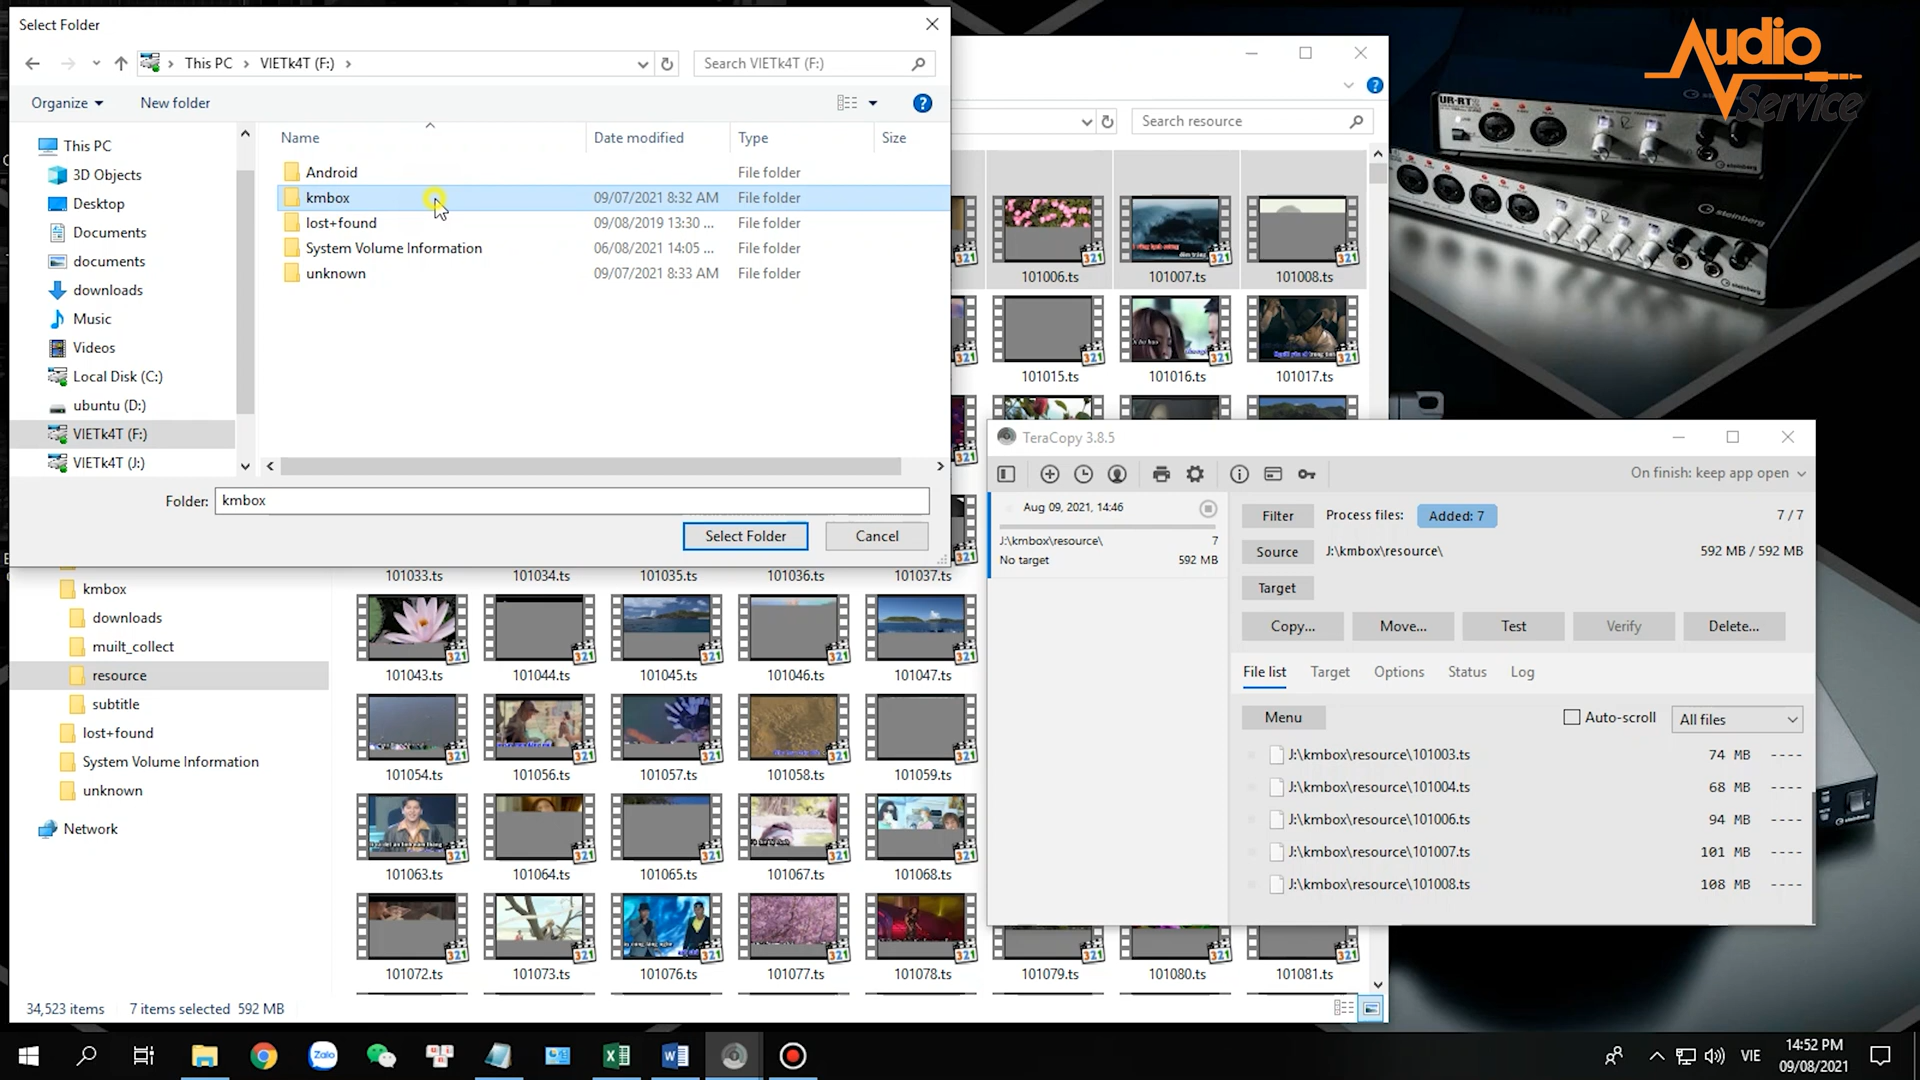 Select Folder
This PC
VIETk4T (F:)
Search VIETk4T (F:)
Organize
New folder
Name
Date modified
Type
Size
This PC
3D Objects
Desktop
Documents
documents
downloads
Music
Videos
Local Disk (C:)
ubuntu (D:)
VIETk4T (F:)
VIETk4T (J:)
Android File folder
kmbox 09/07/2021 8:32 AM File folder
lost+found 09/08/2019 13:30 ... File folder
System Volume Information 06/08/2021 14:05 ... File folder
unknown 09/07/2021 8:33 AM File folder
Folder: kmbox
Select Folder
Cancel
Search resource
101006.ts 101007.ts 101008.ts
101015.ts 101016.ts 101017.ts
101033.ts 101034.ts 101035.ts 101036.ts 101037.ts
kmbox
downloads
muilt_collect
resource
subtitle
lost+found
System Volume Information
unknown
Network
101043.ts 101044.ts 101045.ts 101046.ts 101047.ts
101054.ts 101056.ts 101057.ts 101058.ts 101059.ts
101063.ts 101064.ts 101065.ts 101067.ts 101068.ts
101072.ts 101073.ts 101076.ts 101077.ts 101078.ts 101079.ts 101080.ts 101081.ts
34,523 items 7 items selected 592 MB
TeraCopy 3.8.5
On finish: keep app open
Aug 09, 2021, 14:46
J:\kmbox\resource\ 7
No target 592 MB
Filter Process files: Added: 7 7 / 7
Source J:\kmbox\resource\ 592 MB / 592 MB
Target
Copy... Move... Test Verify Delete...
File list Target Options Status Log
Menu Auto-scroll All files
J:\kmbox\resource\101003.ts 74 MB ----
J:\kmbox\resource\101004.ts 68 MB ----
J:\kmbox\resource\101006.ts 94 MB ----
J:\kmbox\resource\101007.ts 101 MB ----
J:\kmbox\resource\101008.ts 108 MB ----
Audio
Service
UR-RT2
steinberg
steinberg
steinberg
Zalo
VIE
14:52 PM
09/08/2021